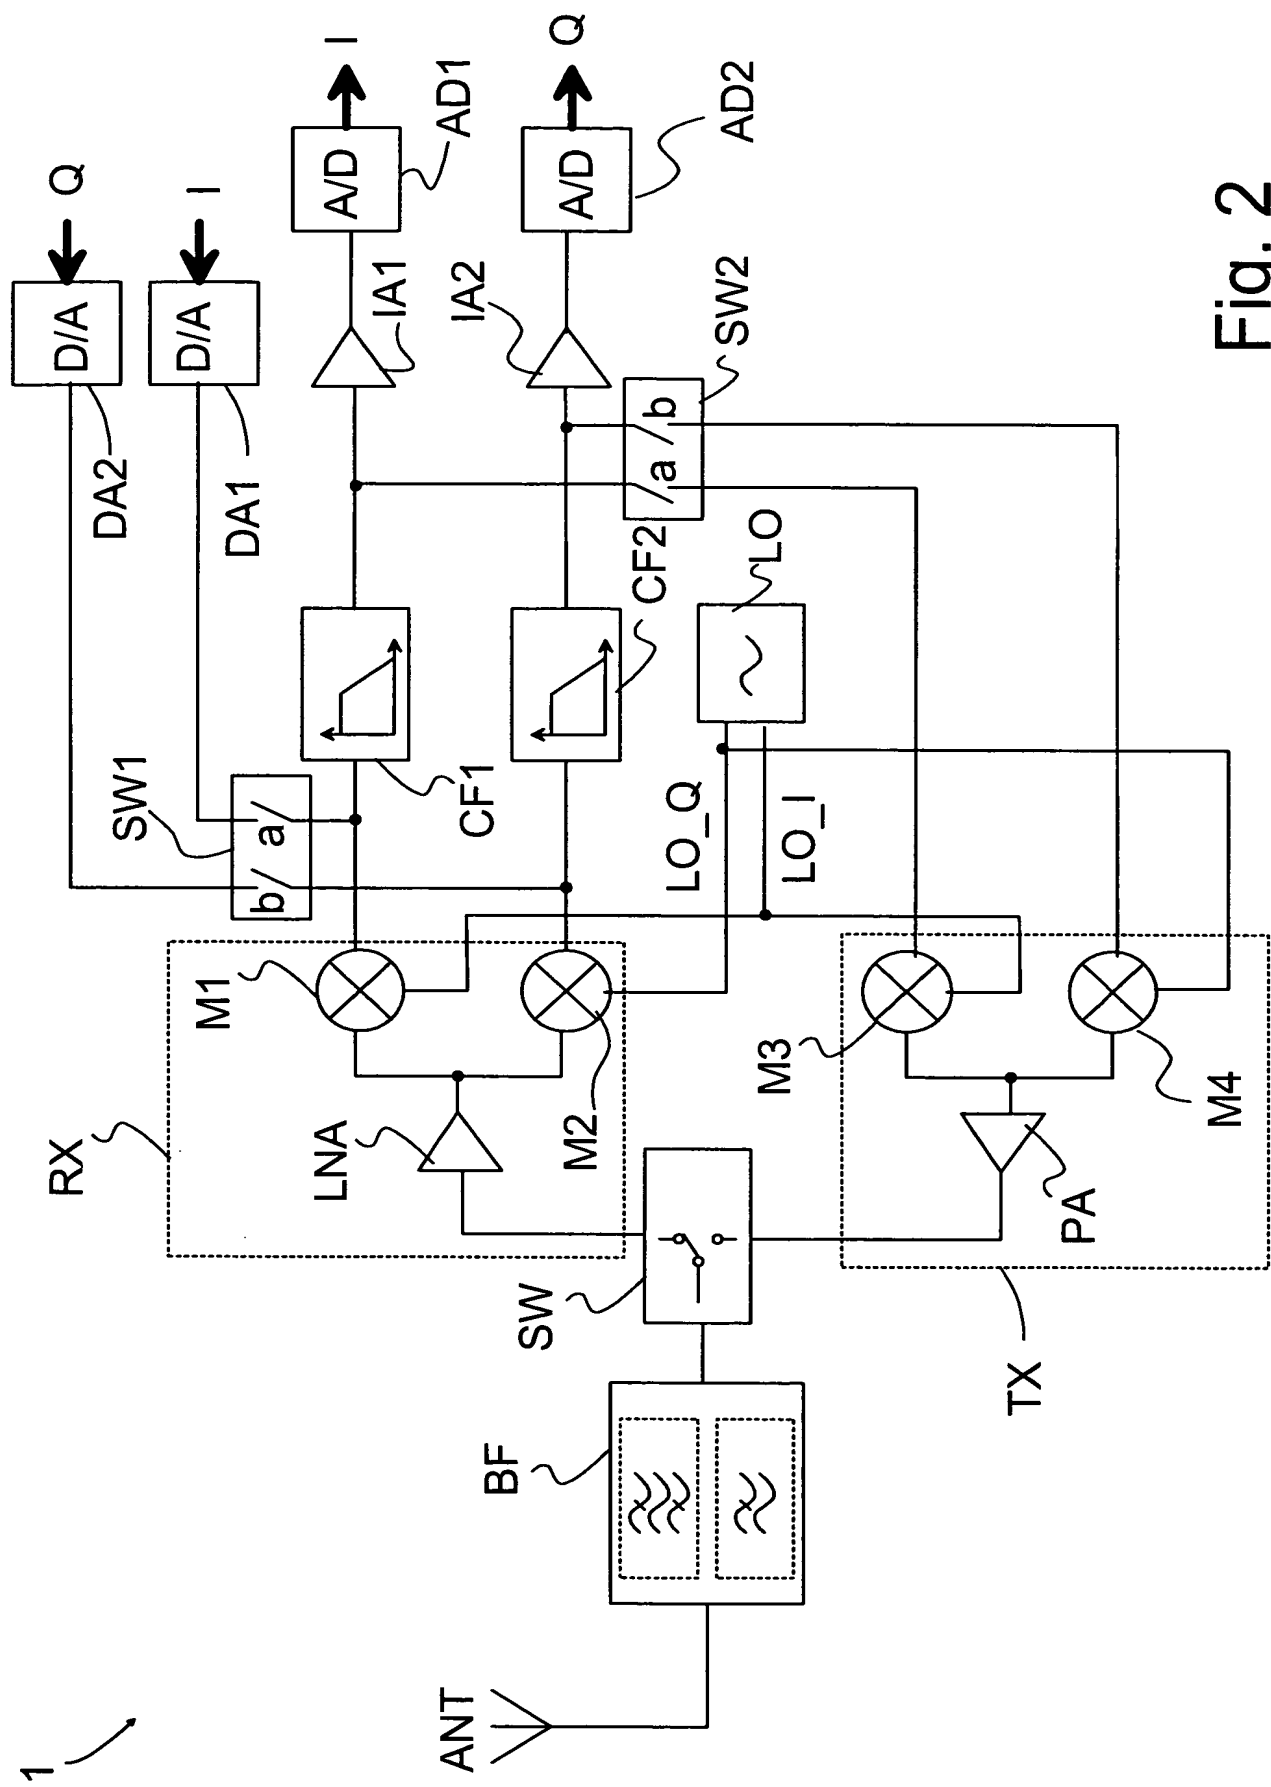 1
ANT
BF
SW
RX
LNA
M1
M2
SW1
b
a
CF1
CF2
DA2
DA1
D/A
D/A
Q
I
IA1
IA2
A/D
A/D
I
Q
AD1
AD2
SW2
a
b
LO
LO_Q
LO_I
M3
M4
PA
TX
Fig. 2